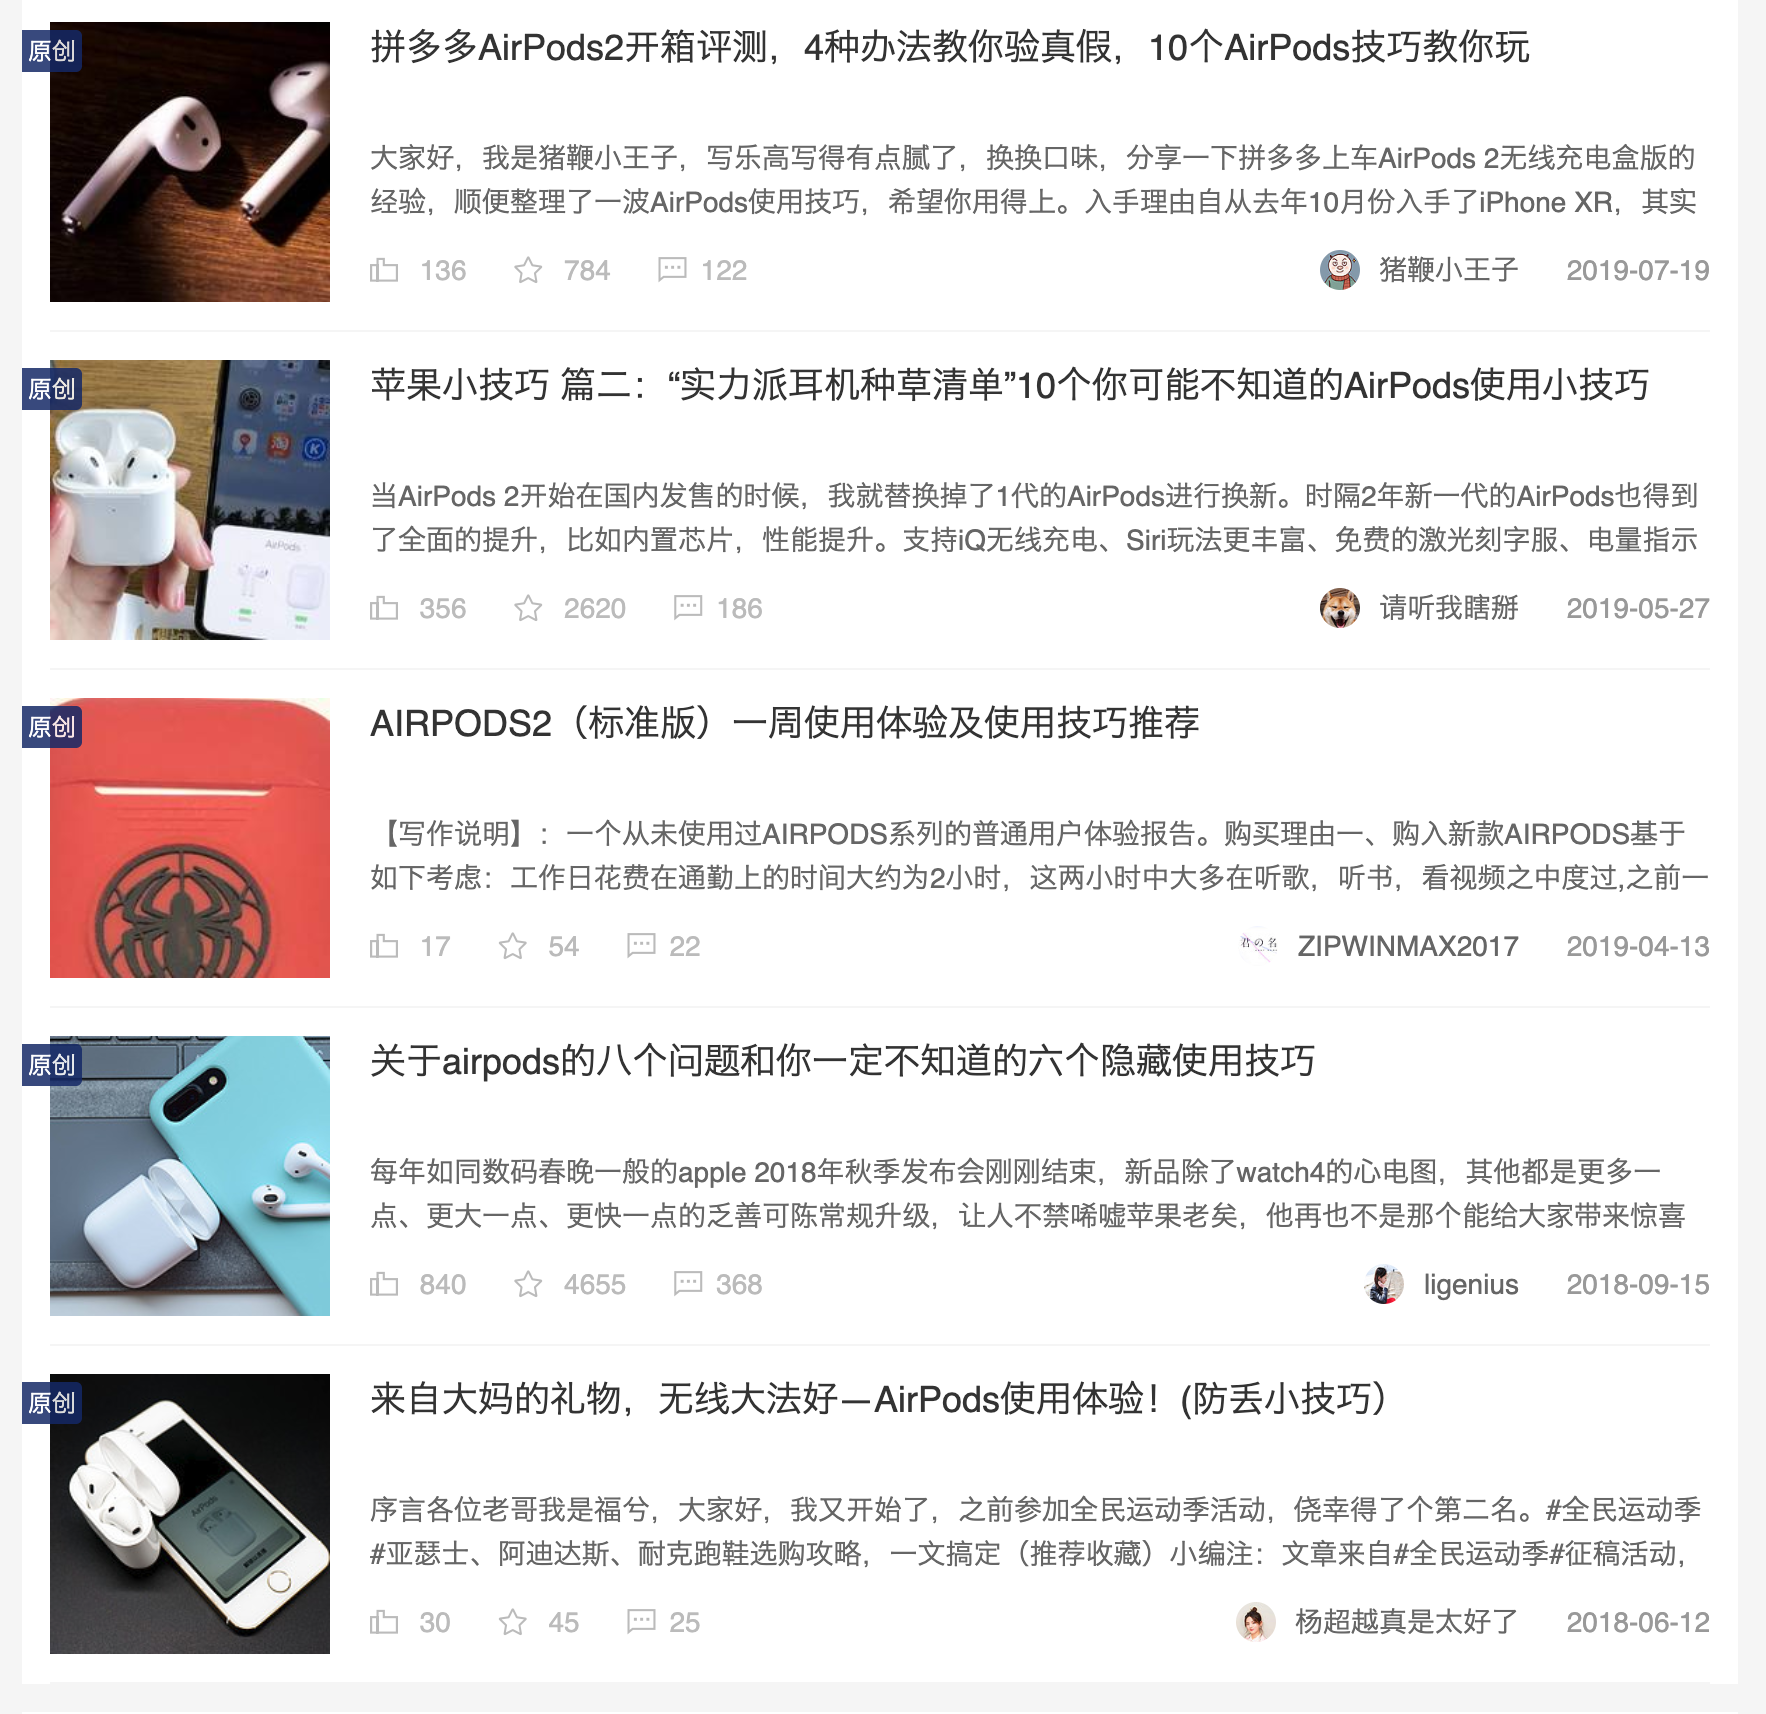 原创
拼多多AirPods2开箱评测，4种办法教你验真假，10个AirPods技巧教你玩
大家好，我是猪鞭小王子，写乐高写得有点腻了，换换口味，分享一下拼多多上车AirPods 2无线充电盒版的
经验，顺便整理了一波AirPods使用技巧，希望你用得上。入手理由自从去年10月份入手了iPhone XR，其实
136 784 122 猪鞭小王子 2019-07-19
原创
苹果小技巧 篇二：“实力派耳机种草清单”10个你可能不知道的AirPods使用小技巧
当AirPods 2开始在国内发售的时候，我就替换掉了1代的AirPods进行换新。时隔2年新一代的AirPods也得到
了全面的提升，比如内置芯片，性能提升。支持iQ无线充电、Siri玩法更丰富、免费的激光刻字服、电量指示
AirPods
356 2620 186 请听我瞎掰 2019-05-27
原创
AIRPODS2（标准版）一周使用体验及使用技巧推荐
【写作说明】：一个从未使用过AIRPODS系列的普通用户体验报告。购买理由一、购入新款AIRPODS基于
如下考虑：工作日花费在通勤上的时间大约为2小时，这两小时中大多在听歌，听书，看视频之中度过,之前一
17 54 22 君の名 ZIPWINMAX2017 2019-04-13
原创
关于airpods的八个问题和你一定不知道的六个隐藏使用技巧
每年如同数码春晚一般的apple 2018年秋季发布会刚刚结束，新品除了watch4的心电图，其他都是更多一
点、更大一点、更快一点的乏善可陈常规升级，让人不禁唏嘘苹果老矣，他再也不是那个能给大家带来惊喜
840 4655 368 ligenius 2018-09-15
原创
来自大妈的礼物，无线大法好—AirPods使用体验！(防丢小技巧）
序言各位老哥我是福兮，大家好，我又开始了，之前参加全民运动季活动，侥幸得了个第二名。#全民运动季
#亚瑟士、阿迪达斯、耐克跑鞋选购攻略，一文搞定（推荐收藏）小编注：文章来自#全民运动季#征稿活动，
AirPods
30 45 25 杨超越真是太好了 2018-06-12